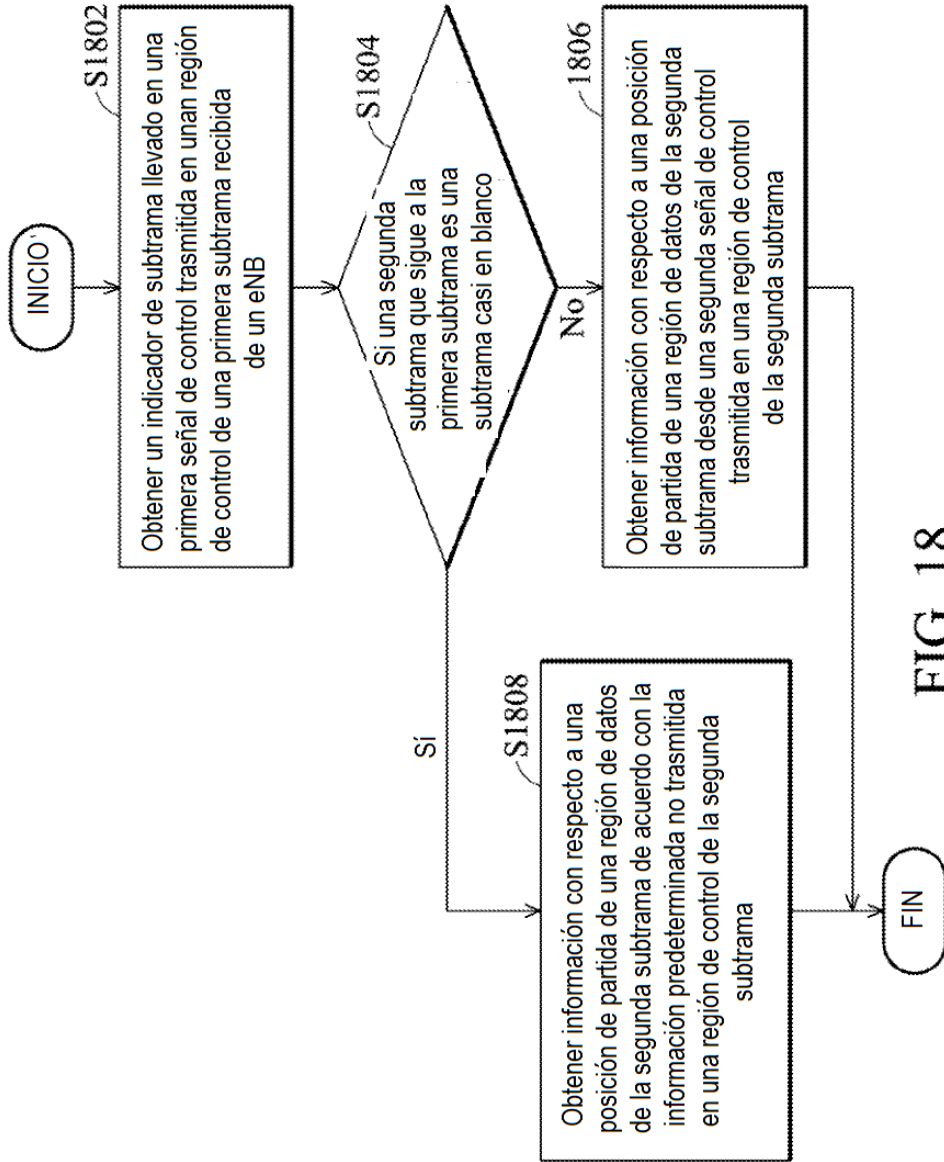 INICIO
S1802
Obtener un indicador de subtrama llevado en una
primera señal de control trasmitida en unan región
de control de una primera subtrama recibida
de un eNB
S1804
Si una segunda
subtrama que sigue a la
primera subtrama es una
subtrama casi en blanco
Sí
No
S1808
Obtener información con respecto a una
posición de partida de una región de datos
de la segunda subtrama de acuerdo con la
información predeterminada no trasmitida
en una región de control de la segunda
subtrama
1806
Obtener información con respecto a una posición
de partida de una región de datos de la segunda
subtrama desde una segunda señal de control
trasmitida en una región de control
de la segunda subtrama
FIN
FIG. 18